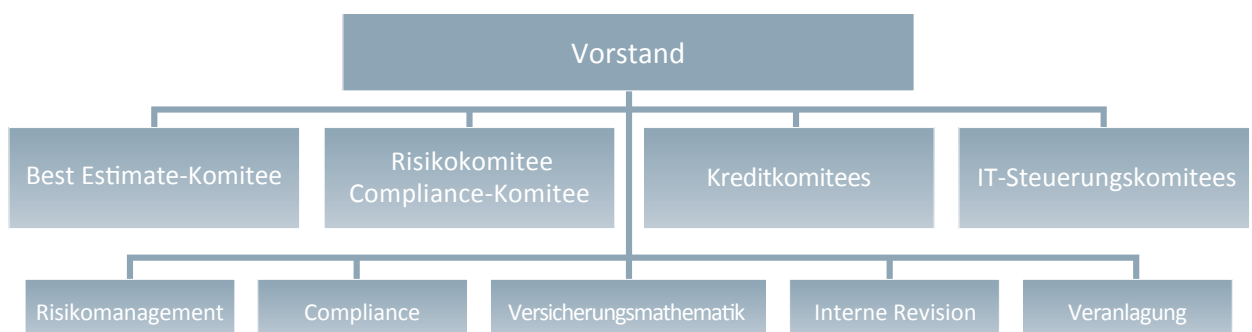 Vorstand
Best Estimate-Komitee
Risikokomitee
Compliance-Komitee
Kreditkomitees
IT-Steuerungskomitees
Risikomanagement
Compliance
Versicherungsmathematik
Interne Revision
Veranlagung